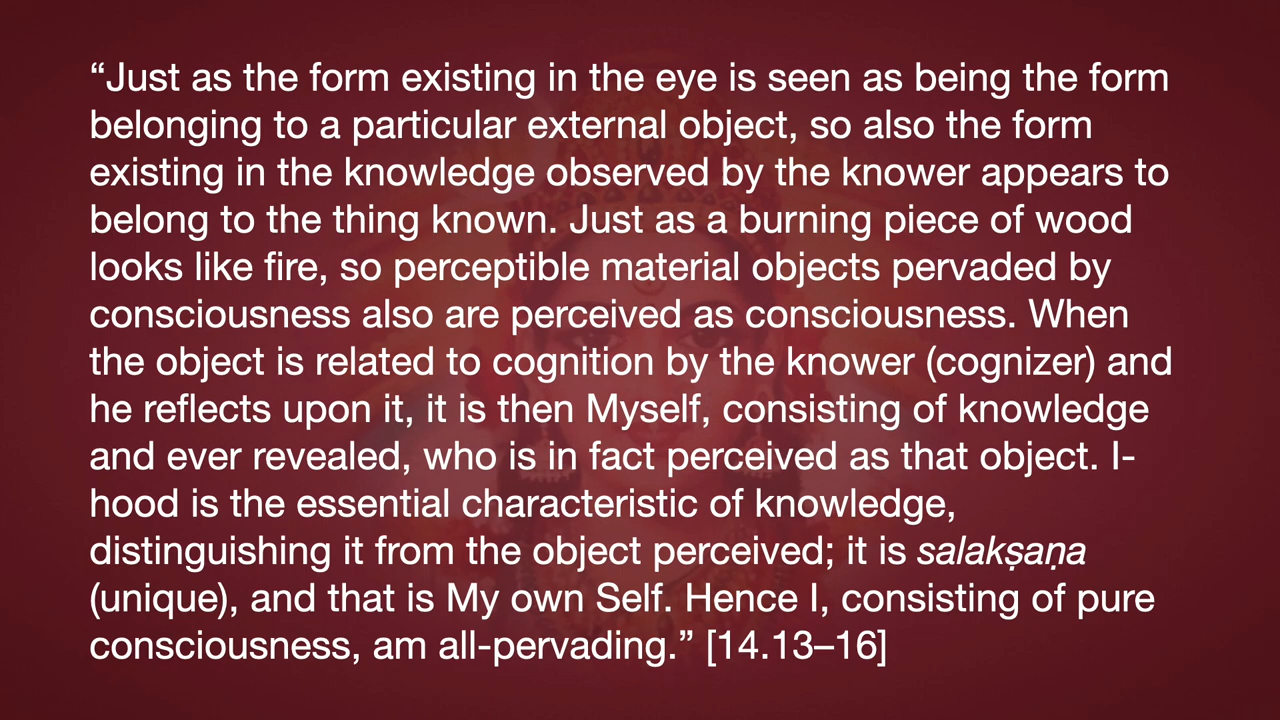 “Just as the form existing in the eye is seen as being the form
belonging to a particular external object, so also the form
existing in the knowledge observed by the knower appears to
belong to the thing known. Just as a burning piece of wood
looks like fire, so perceptible material objects pervaded by
consciousness also are perceived as consciousness. When
the object is related to cognition by the knower (cognizer) and
he reflects upon it, it is then Myself, consisting of knowledge
and ever revealed, who is in fact perceived as that object. I-
hood is the essential characteristic of knowledge,
distinguishing it from the object perceived; it is salakṣaṇa
(unique), and that is My own Self. Hence I, consisting of pure
consciousness, am all-pervading.” [14.13–16]